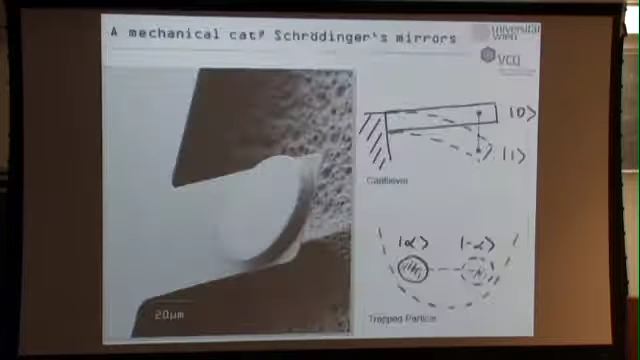 A mechanical cat? Schrödinger's mirrors
universität
wien
VCQ
|0>
|1>
Cantilever
|α>
|-α>
Trapped Particle
20µm